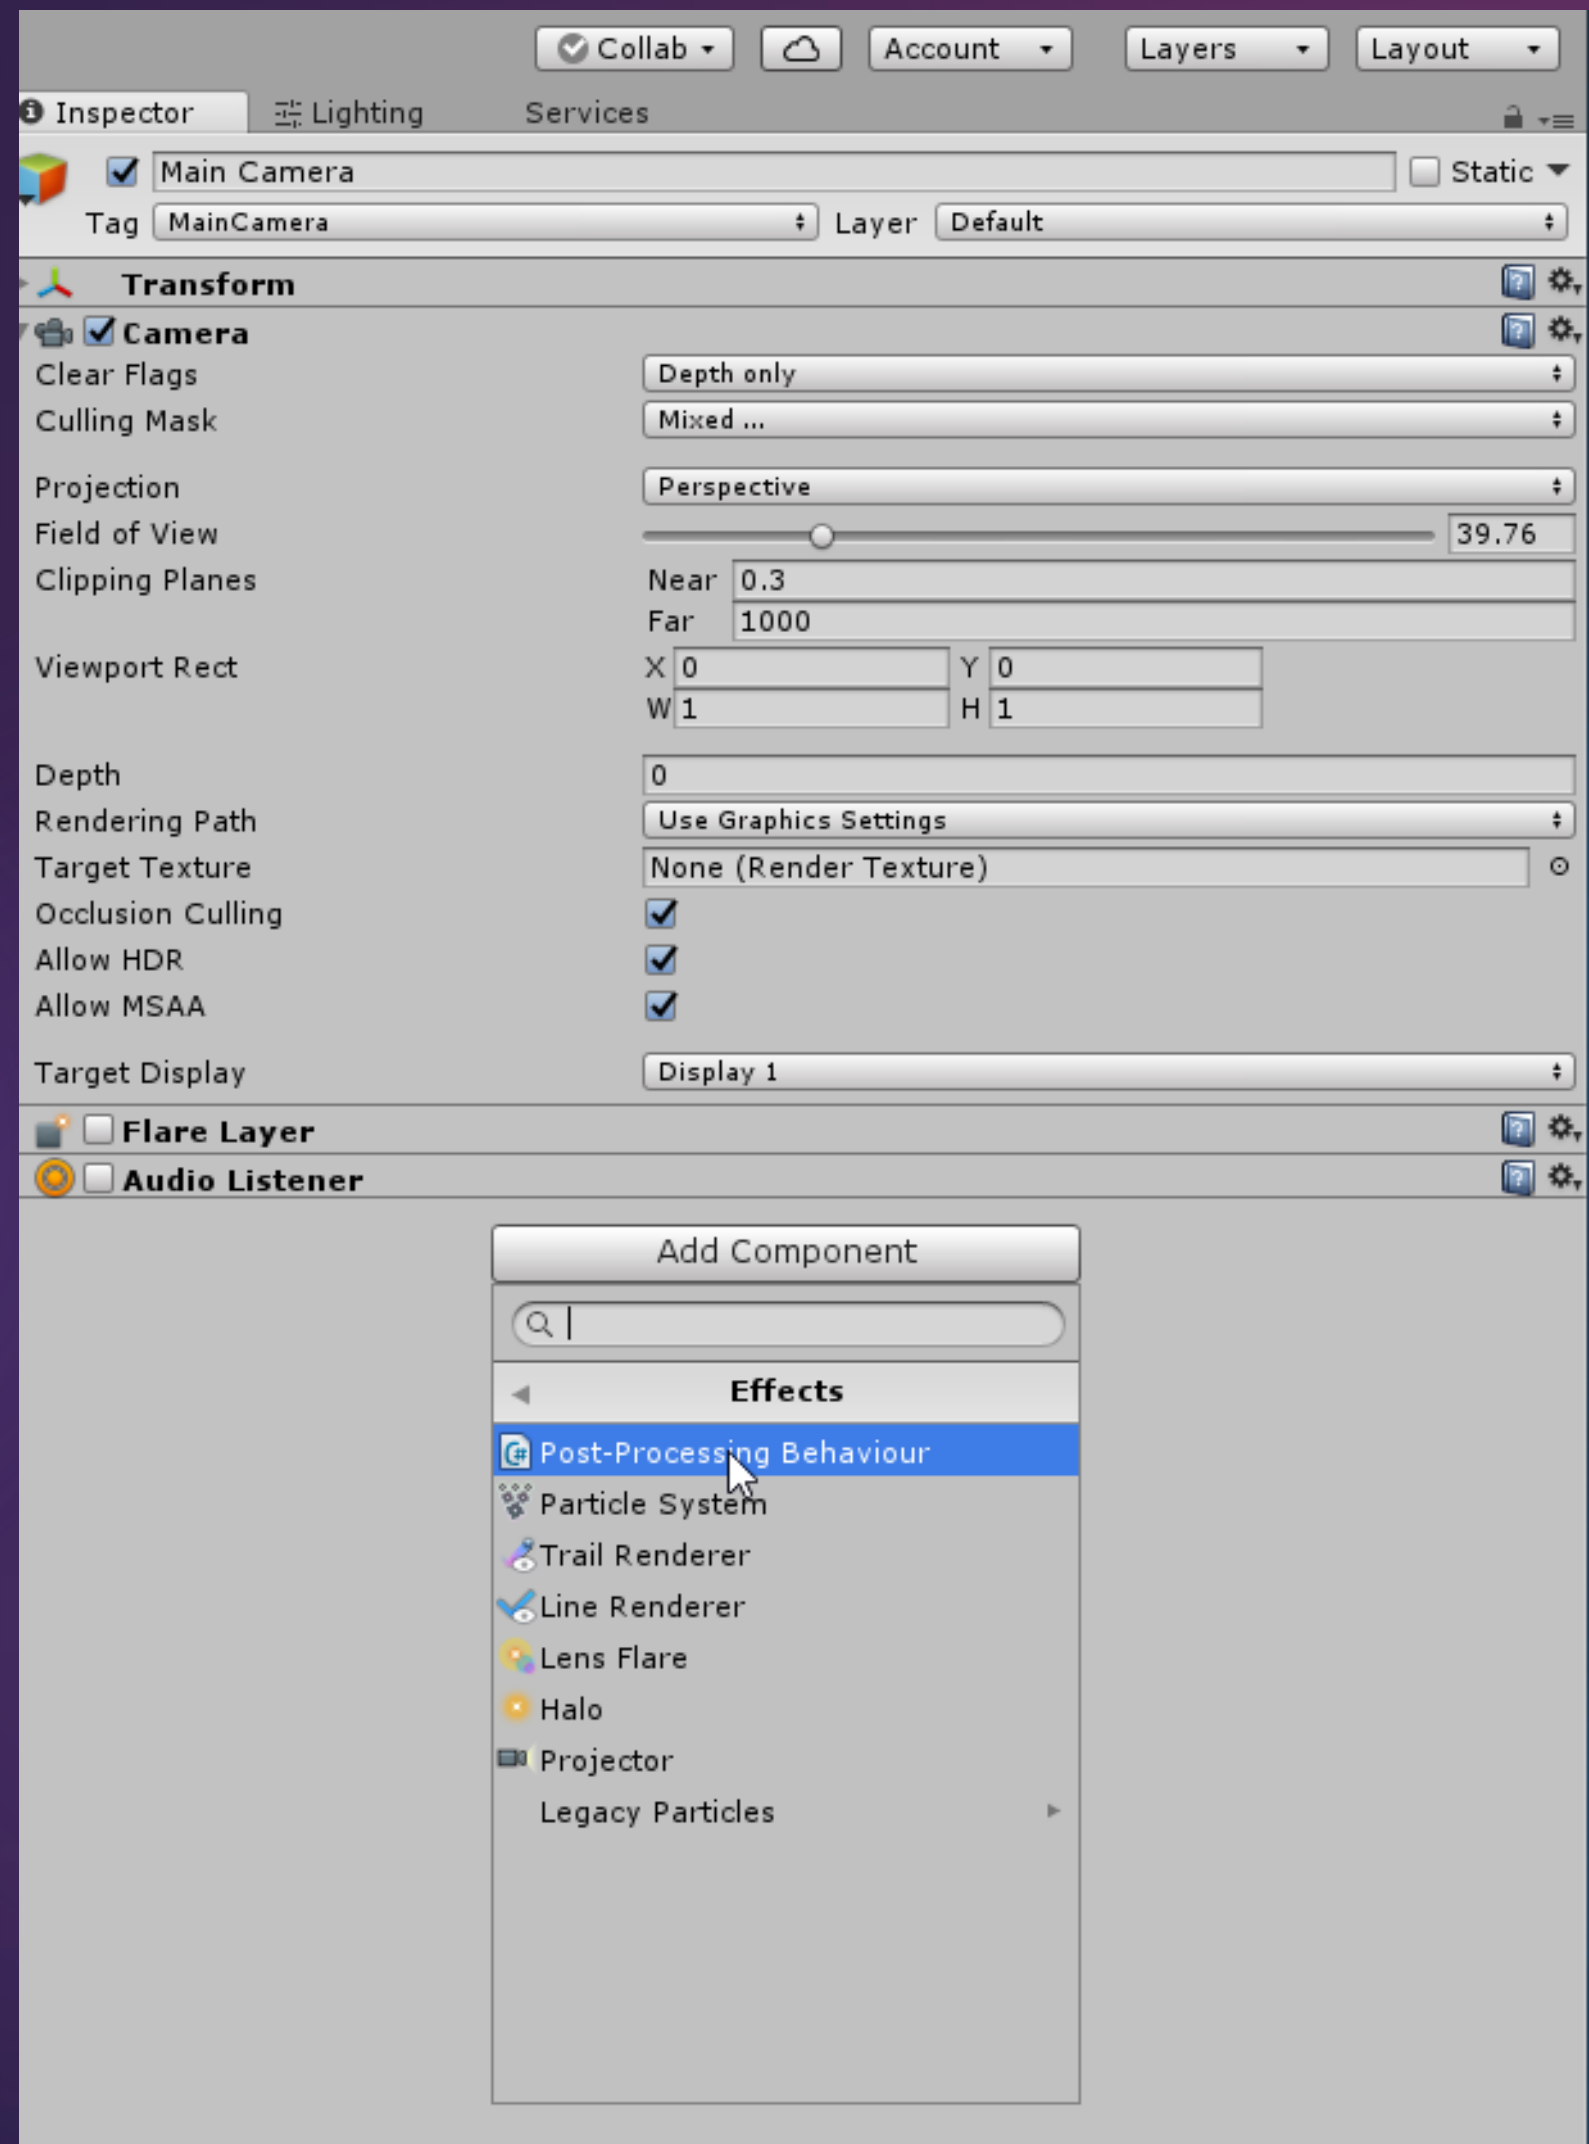 Collab Account Layers Layout
Inspector Lighting Services
Main Camera Static
Tag MainCamera Layer Default
Transform
Camera
Clear Flags Depth only
Culling Mask Mixed ...
Projection Perspective
Field of View 39.76
Clipping Planes Near 0.3
Far 1000
Viewport Rect X 0 Y 0
W 1 H 1
Depth 0
Rendering Path Use Graphics Settings
Target Texture None (Render Texture)
Occlusion Culling
Allow HDR
Allow MSAA
Target Display Display 1
Flare Layer
Audio Listener
Add Component
Effects
C# Post-Processing Behaviour
Particle System
Trail Renderer
Line Renderer
Lens Flare
Halo
Projector
Legacy Particles